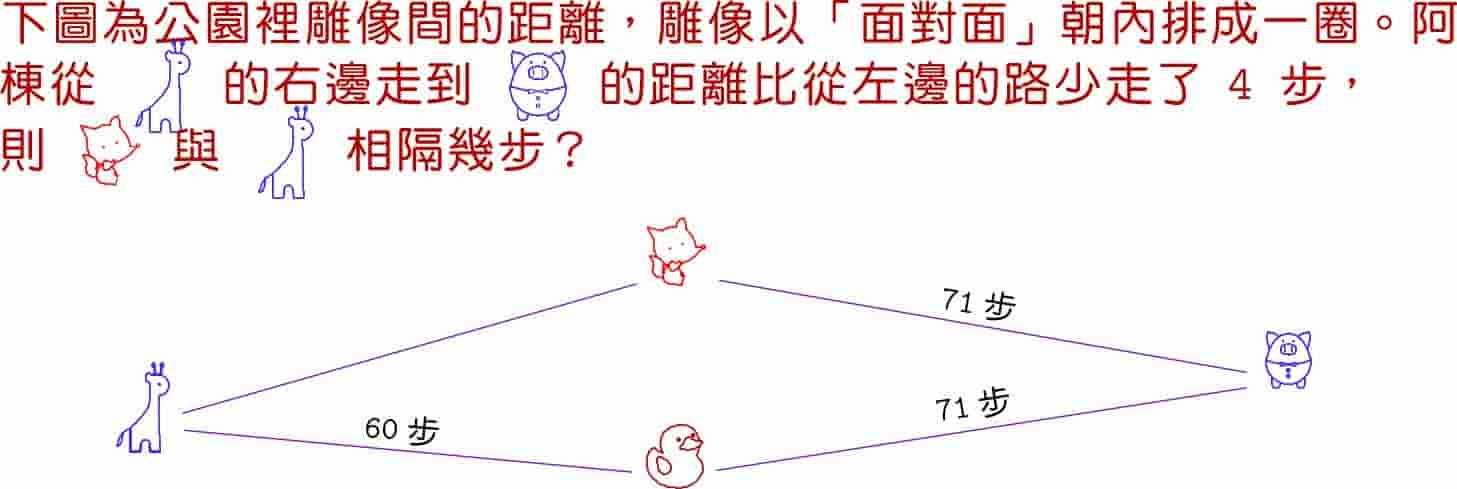 下圖為公園裡雕像間的距離，雕像以「面對面」朝內排成一圈。阿
棟從 的右邊走到 的距離比從左邊的路少走了 4 步，
則 與 相隔幾步？
71 步
60 步
71 步